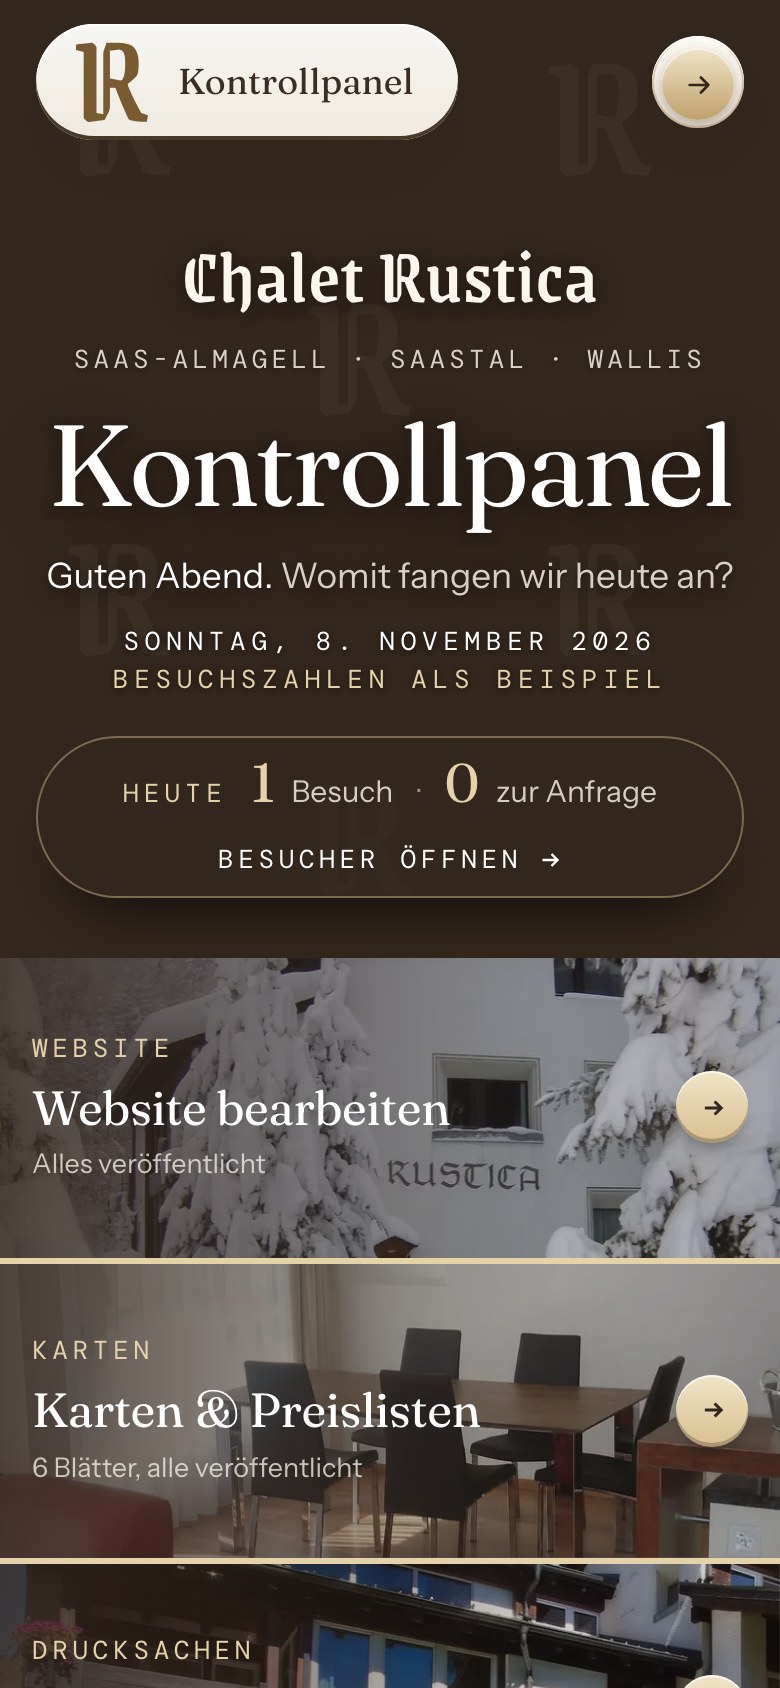 R Kontrollpanel
→
Chalet Rustica
SAAS-ALMAGELL · SAASTAL · WALLIS
Kontrollpanel
Guten Abend. Womit fangen wir heute an?
SONNTAG, 8. NOVEMBER 2026
BESUCHSZAHLEN ALS BEISPIEL
HEUTE 1 Besuch · 0 zur Anfrage
BESUCHER ÖFFNEN →
WEBSITE
Website bearbeiten
→
Alles veröffentlicht
RUSTICA
KARTEN
Karten & Preislisten
→
6 Blätter, alle veröffentlicht
DRUCKSACHEN